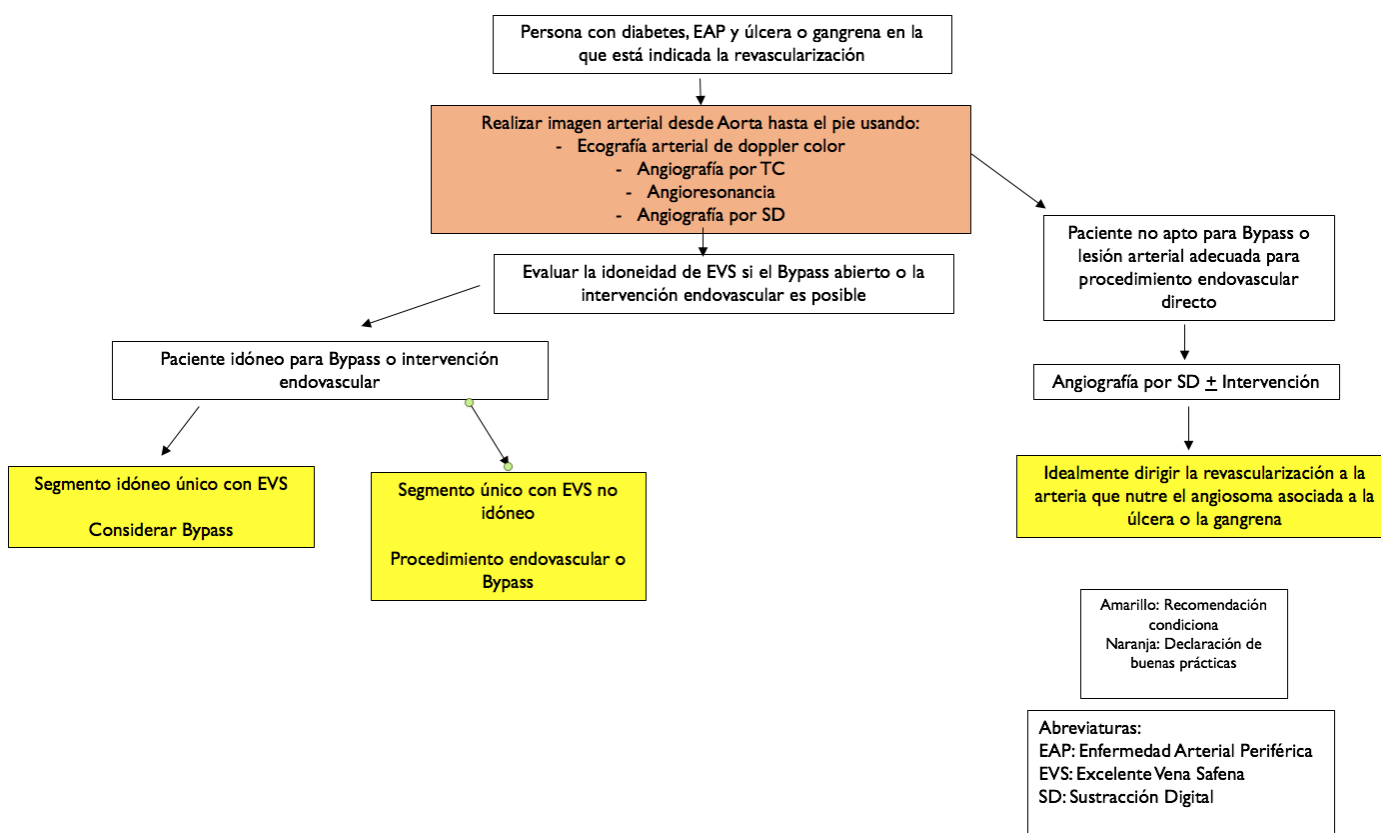 Persona con diabetes, EAP y úlcera o gangrena en la
que está indicada la revascularización
Realizar imagen arterial desde Aorta hasta el pie usando:
- Ecografía arterial de doppler color
- Angiografía por TC
- Angioresonancia
- Angiografía por SD
Paciente no apto para Bypass o
lesión arterial adecuada para
procedimiento endovascular
directo
Evaluar la idoneidad de EVS si el Bypass abierto o la
intervención endovascular es posible
Paciente idóneo para Bypass o intervención
endovascular
Angiografía por SD ± Intervención
Segmento idóneo único con EVS
Considerar Bypass
Segmento único con EVS no
idóneo
Procedimiento endovascular o
Bypass
Idealmente dirigir la revascularización a la
arteria que nutre el angiosoma asociada a la
úlcera o la gangrena
Amarillo: Recomendación
condiciona
Naranja: Declaración de
buenas prácticas
Abreviaturas:
EAP: Enfermedad Arterial Periférica
EVS: Excelente Vena Safena
SD: Sustracción Digital